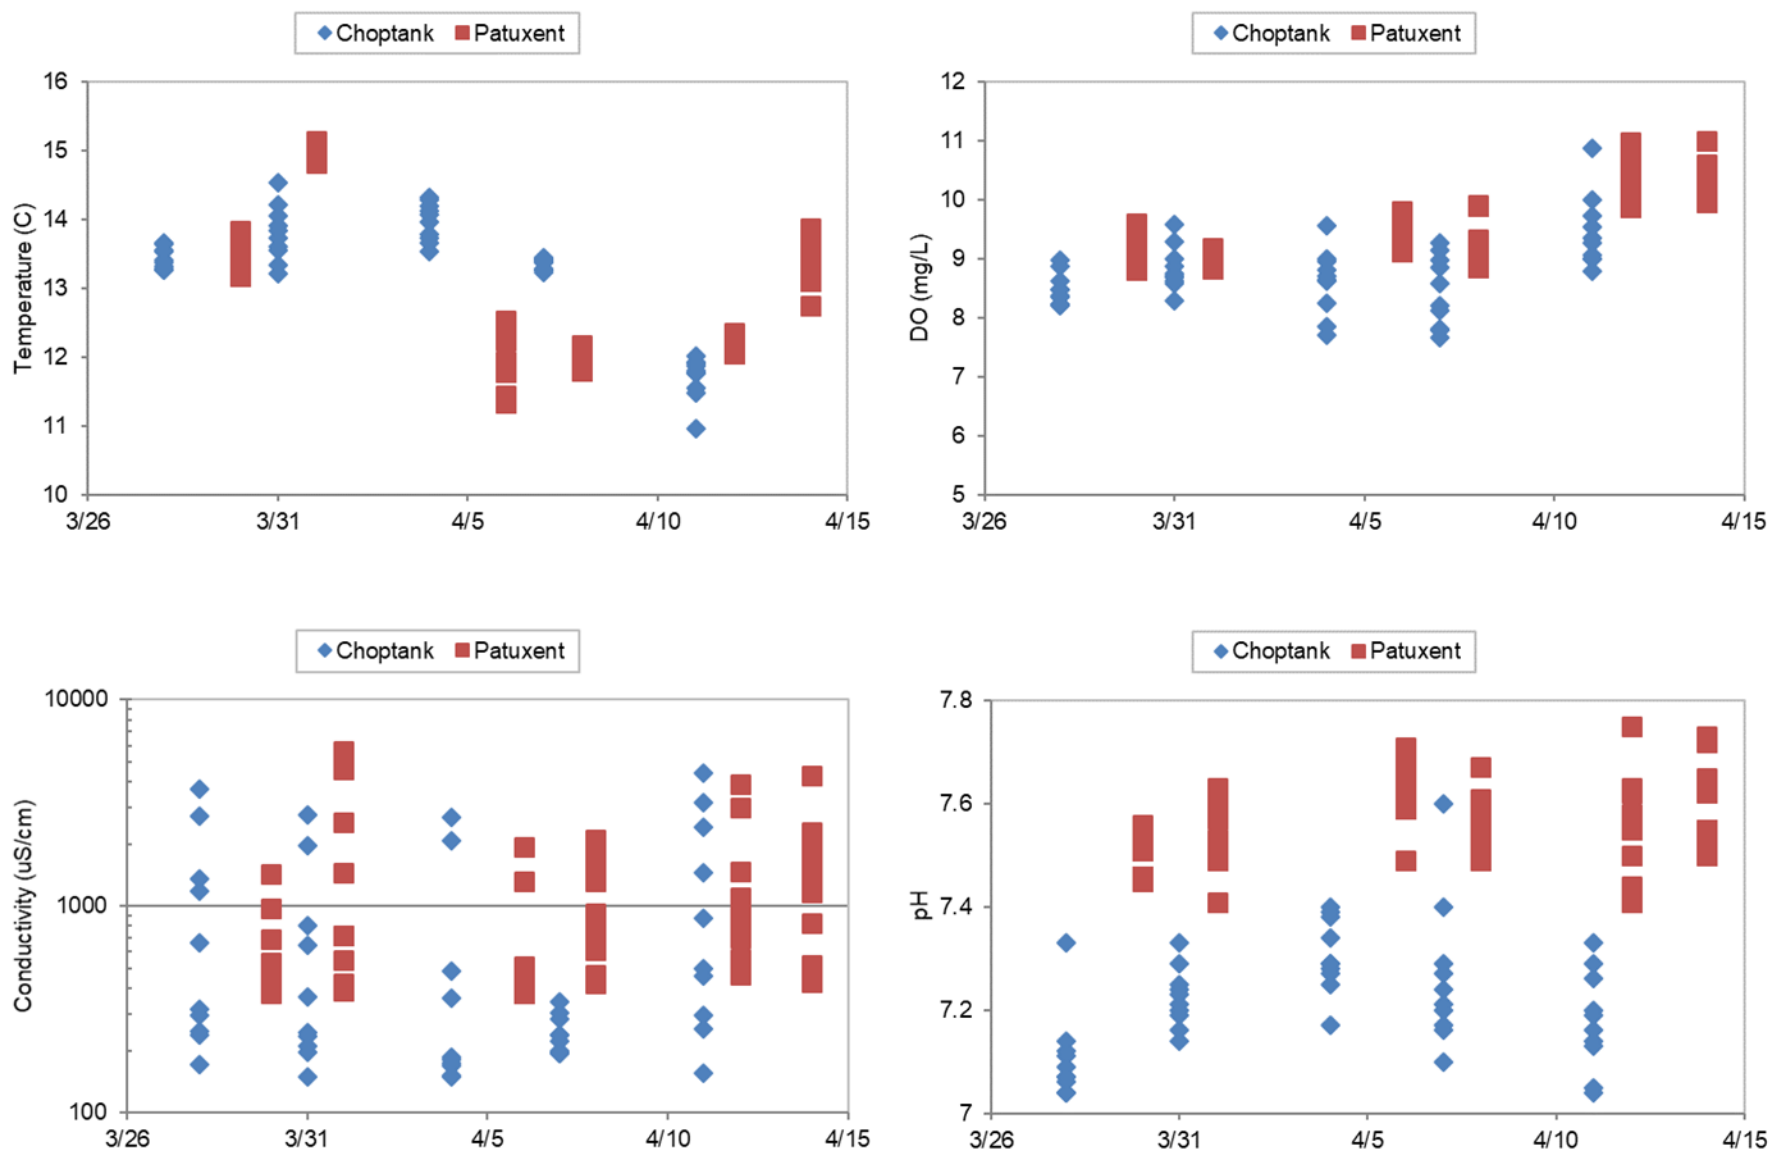 Choptank Patuxent
16
15
14
13
12
11
10
Temperature (C)
3/26 3/31 4/5 4/10 4/15
Choptank Patuxent
12
11
10
9
8
7
6
5
DO (mg/L)
3/26 3/31 4/5 4/10 4/15
Choptank Patuxent
10000
1000
100
Conductivity (uS/cm)
3/26 3/31 4/5 4/10 4/15
Choptank Patuxent
7.8
7.6
7.4
7.2
7
pH
3/26 3/31 4/5 4/10 4/15